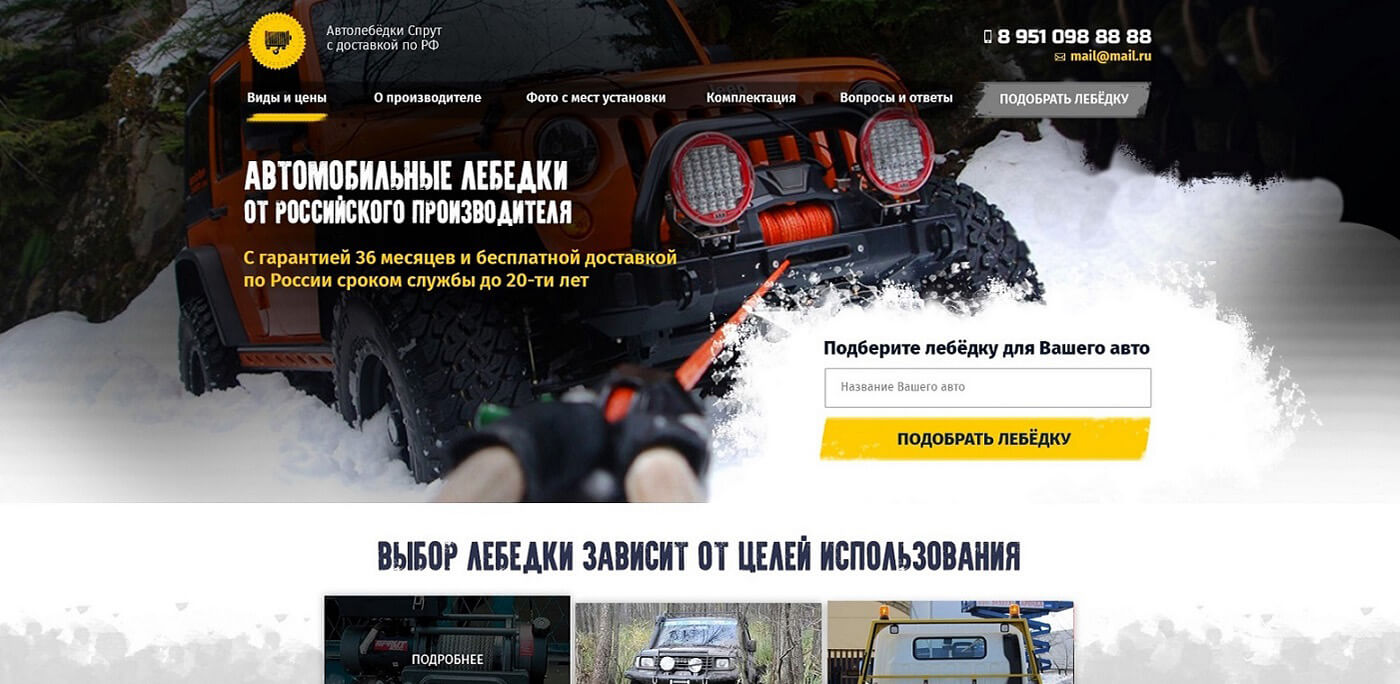 Автолебёдки Спрут
с доставкой по РФ
8 951 098 88 88
mail@mail.ru
Виды и цены
О производителе
Фото с мест установки
Комплектация
Вопросы и ответы
ПОДОБРАТЬ ЛЕБЁДКУ
АВТОМОБИЛЬНЫЕ ЛЕБЕДКИ
ОТ РОССИЙСКОГО ПРОИЗВОДИТЕЛЯ
С гарантией 36 месяцев и бесплатной доставкой
по России сроком службы до 20-ти лет
Подберите лебёдку для Вашего авто
Название Вашего авто
ПОДОБРАТЬ ЛЕБЁДКУ
ВЫБОР ЛЕБЕДКИ ЗАВИСИТ ОТ ЦЕЛЕЙ ИСПОЛЬЗОВАНИЯ
ПОДРОБНЕЕ